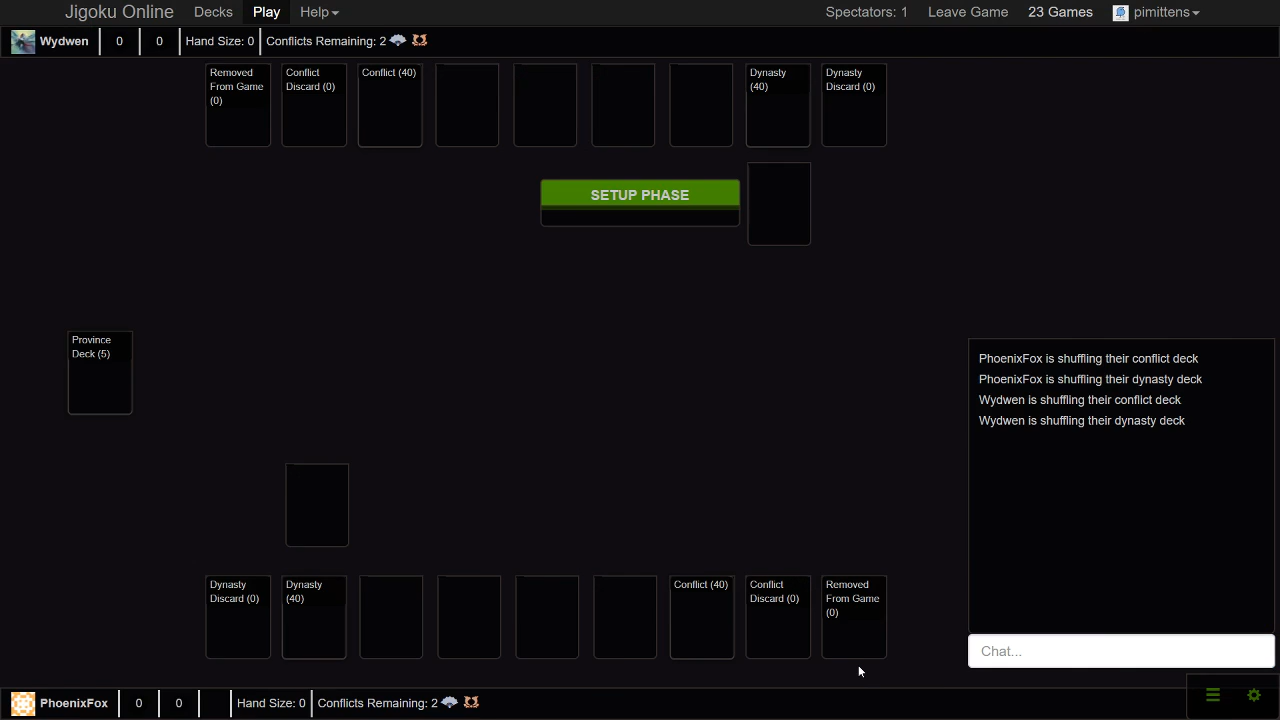 Jigoku Online Decks Play Help Spectators: 1 Leave Game 23 Games pimittens
Wydwen 0 0 Hand Size: 0 Conflicts Remaining: 2
Removed
From Game
(0)
Conflict
Discard (0)
Conflict (40)
Dynasty
(40)
Dynasty
Discard (0)
SETUP PHASE
Province
Deck (5)
PhoenixFox is shuffling their conflict deck
PhoenixFox is shuffling their dynasty deck
Wydwen is shuffling their conflict deck
Wydwen is shuffling their dynasty deck
Dynasty
Discard (0)
Dynasty
(40)
Conflict (40)
Conflict
Discard (0)
Removed
From Game
(0)
Chat...
PhoenixFox 0 0 Hand Size: 0 Conflicts Remaining: 2